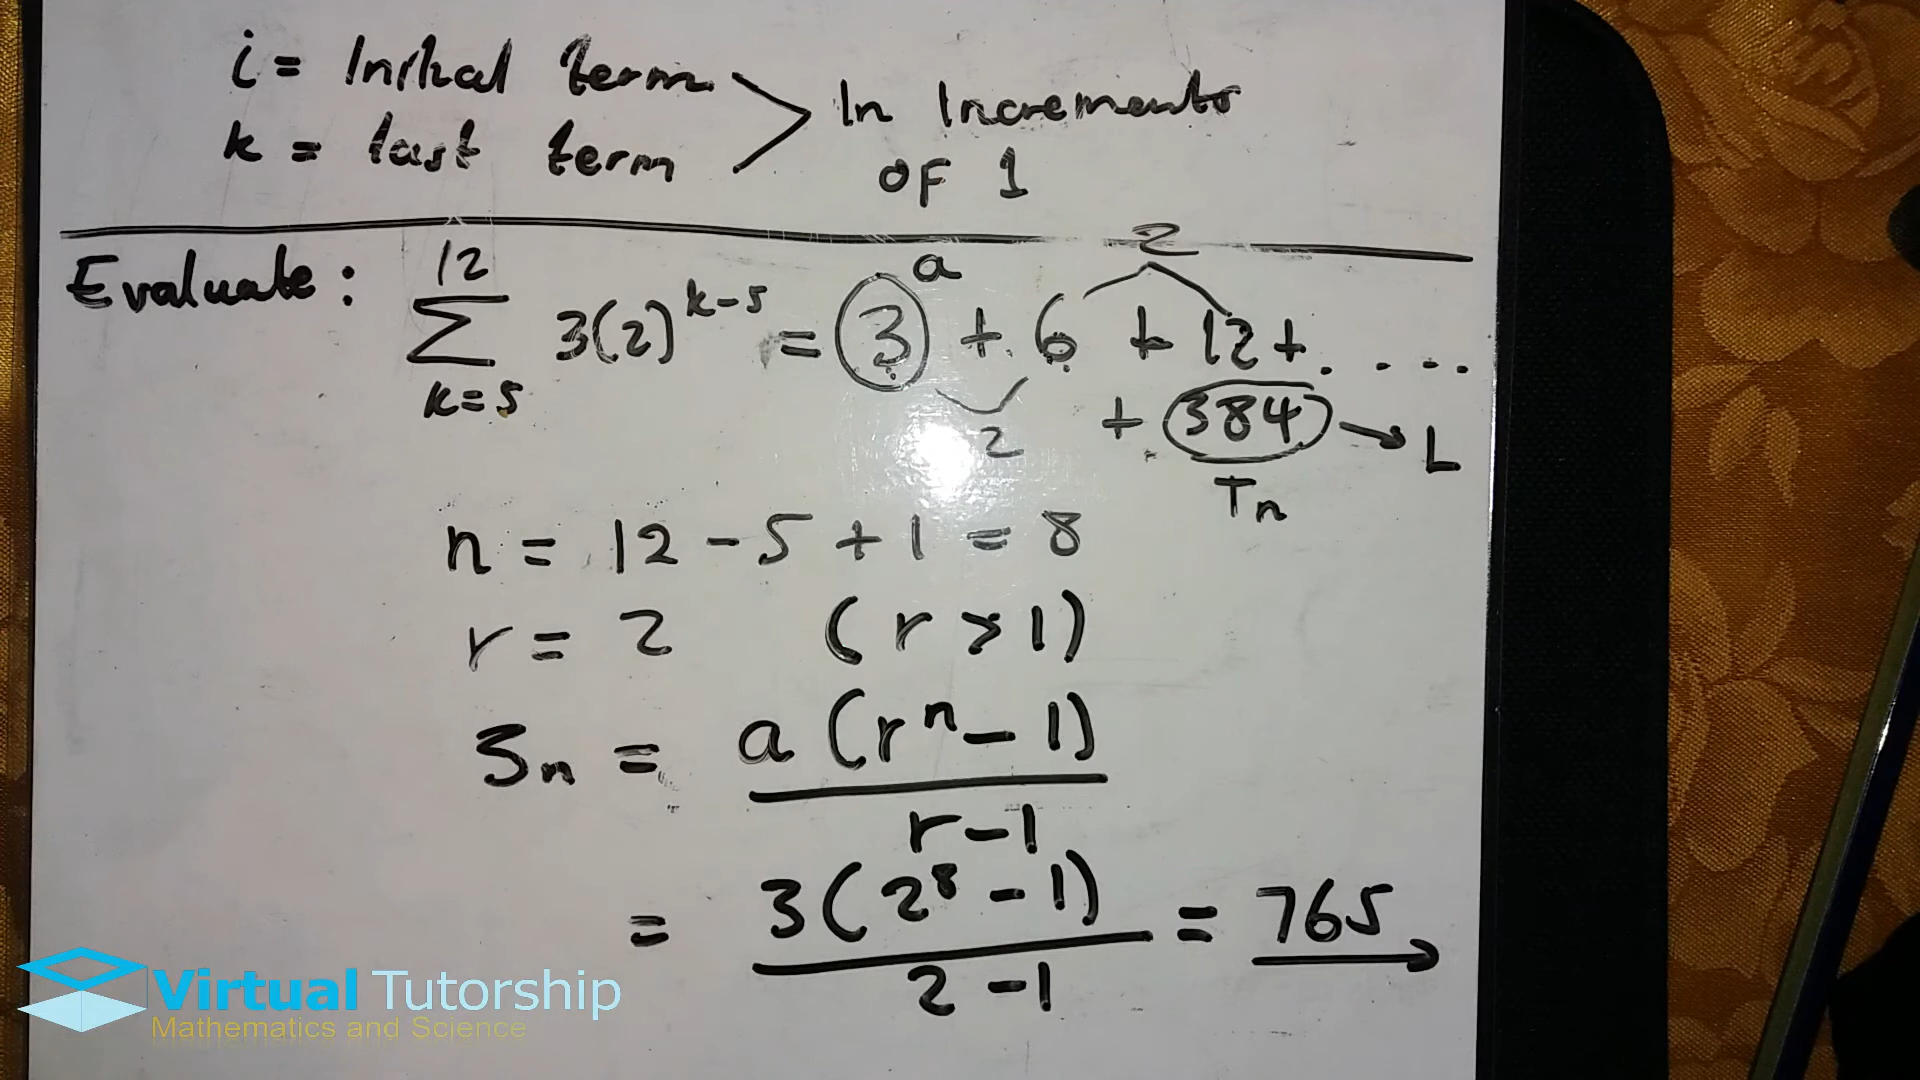 i = Initial term
k = last term
In Increments
of 1
Evaluate: 12 ∑ k=5 3(2)^{k-5} = 3 + 6 + 12 + . . . .
a
2
2
+ 384 → L
Tn
n = 12 - 5 + 1 = 8
r = 2 (r > 1)
Sn = a(r^n - 1) / r - 1
= 3(2^8 - 1) / 2 - 1 = 765
Virtual Tutorship
Mathematics and Science